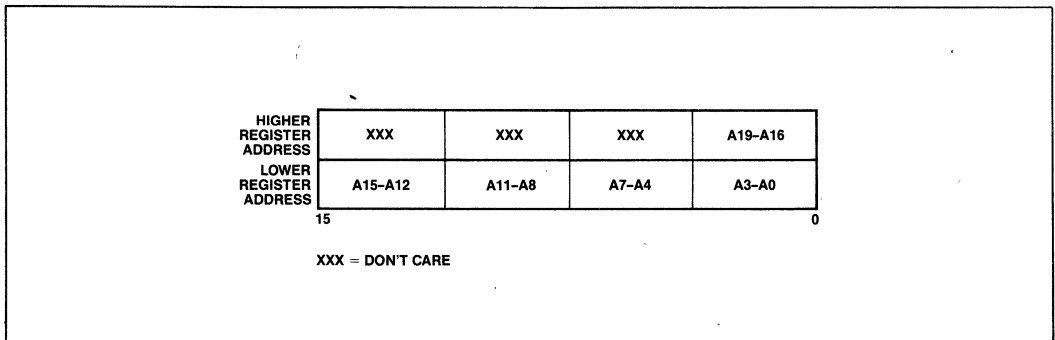 HIGHER
REGISTER
ADDRESS
XXX XXX XXX A19–A16
LOWER
REGISTER
ADDRESS
A15–A12 A11–A8 A7–A4 A3–A0
15 0
XXX = DON'T CARE